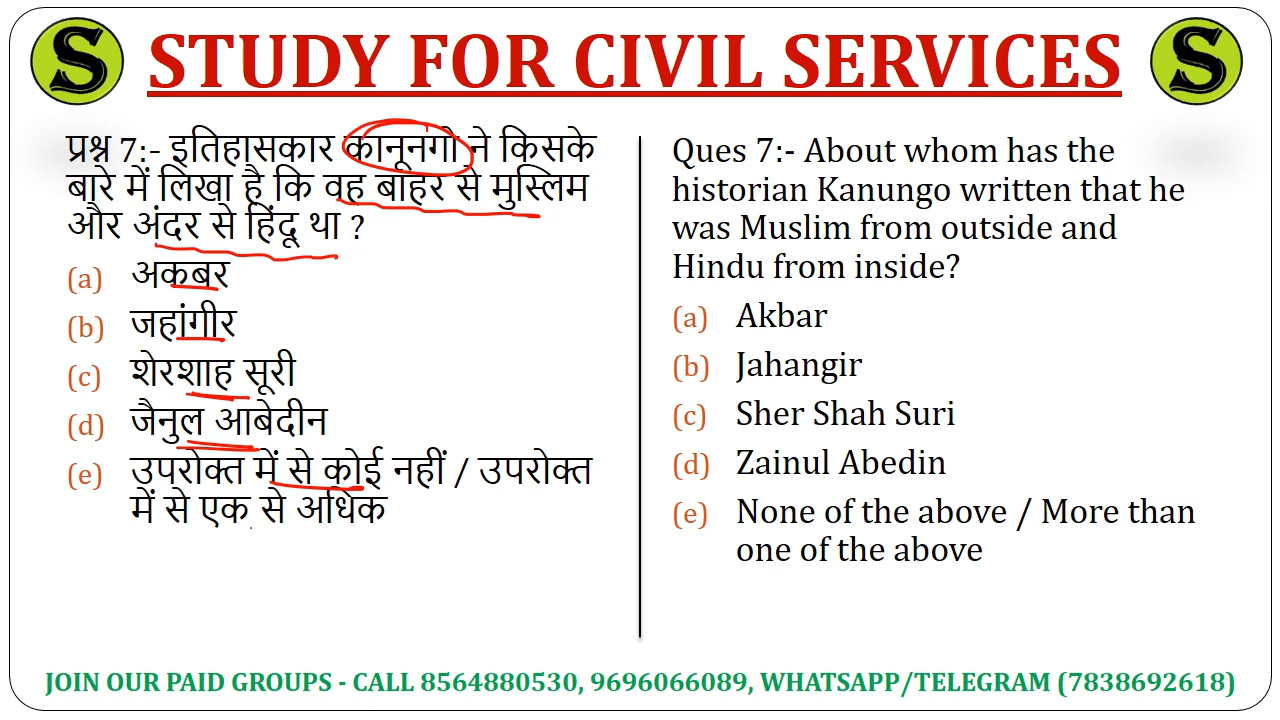 S STUDY FOR CIVIL SERVICES S
प्रश्न 7:- इतिहासकार कानूनगो ने किसके
बारे में लिखा है कि वह बाहर से मुस्लिम
और अंदर से हिंदू था ?
(a) अकबर
(b) जहांगीर
(c) शेरशाह सूरी
(d) जैनुल आबेदीन
(e) उपरोक्त में से कोई नहीं / उपरोक्त
में से एक से अधिक
Ques 7:- About whom has the
historian Kanungo written that he
was Muslim from outside and
Hindu from inside?
(a) Akbar
(b) Jahangir
(c) Sher Shah Suri
(d) Zainul Abedin
(e) None of the above / More than
one of the above
JOIN OUR PAID GROUPS - CALL 8564880530, 9696066089, WHATSAPP/TELEGRAM (7838692618)